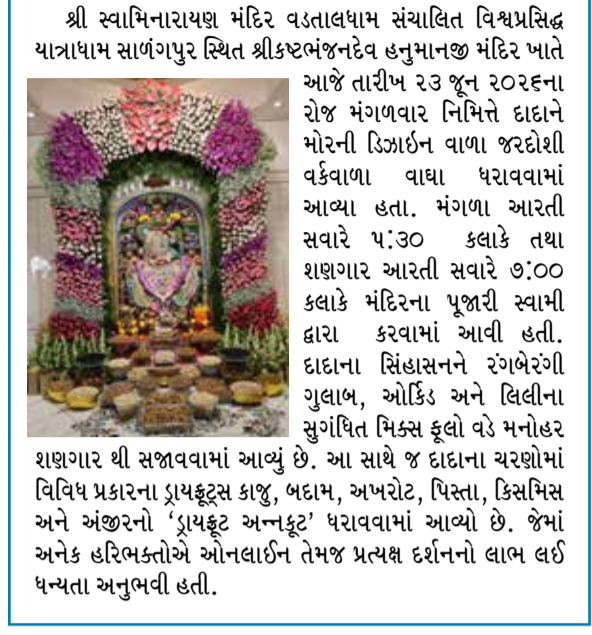 શ્રી સ્વામિનારાયણ મંદિર વડતાલધામ સંચાલિત વિશ્વપ્રસિદ્ધ
યાત્રાધામ સાળંગપુર સ્થિત શ્રીકષ્ટભંજનદેવ હનુમાનજી મંદિર ખાતે
આજે તારીખ ૨૩ જૂન ૨૦૨૬ના
રોજ મંગળવાર નિમિત્તે દાદાને
મોરની ડિઝાઇન વાળા જરદોશી
વર્કવાળા વાઘા ધરાવવામાં
આવ્યા હતા. મંગળા આરતી
સવારે ૫:૩૦ કલાકે તથા
શણગાર આરતી સવારે ૭:૦૦
કલાકે મંદિરના પૂજારી સ્વામી
દ્વારા કરવામાં આવી હતી.
દાદાના સિંહાસનને રંગબેરંગી
ગુલાબ, ઓર્કિડ અને લિલીના
સુગંધિત મિક્સ ફૂલો વડે મનોહર
શણગાર થી સજાવવામાં આવ્યું છે. આ સાથે જ દાદાના ચરણોમાં
વિવિધ પ્રકારના ડ્રાયફ્રૂટ્સ કાજુ, બદામ, અખરોટ, પિસ્તા, કિસમિસ
અને અંજીરનો ‘ડ્રાયફ્રૂટ અન્નકૂટ’ ધરાવવામાં આવ્યો છે. જેમાં
અનેક હરિભક્તોએ ઓનલાઈન તેમજ પ્રત્યક્ષ દર્શનનો લાભ લઈ
ધન્યતા અનુભવી હતી.